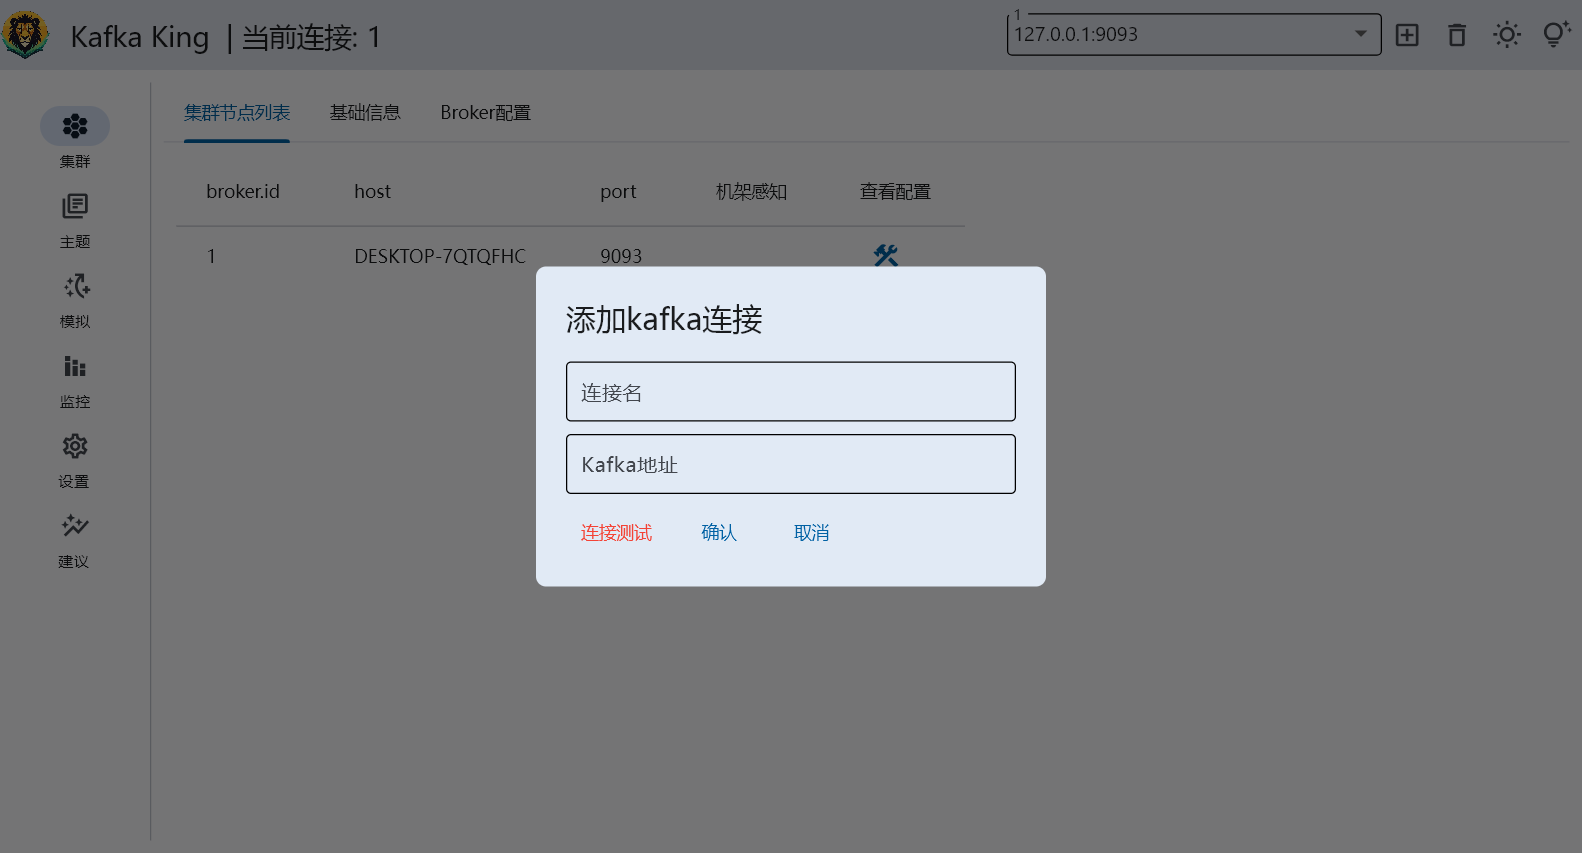 Kafka King | 当前连接: 1
1
127.0.0.1:9093
集群
主题
模拟
监控
设置
建议
集群节点列表 基础信息 Broker配置
broker.id host port 机架感知 查看配置
1 DESKTOP-7QTQFHC 9093
添加kafka连接
连接名
Kafka地址
连接测试 确认 取消